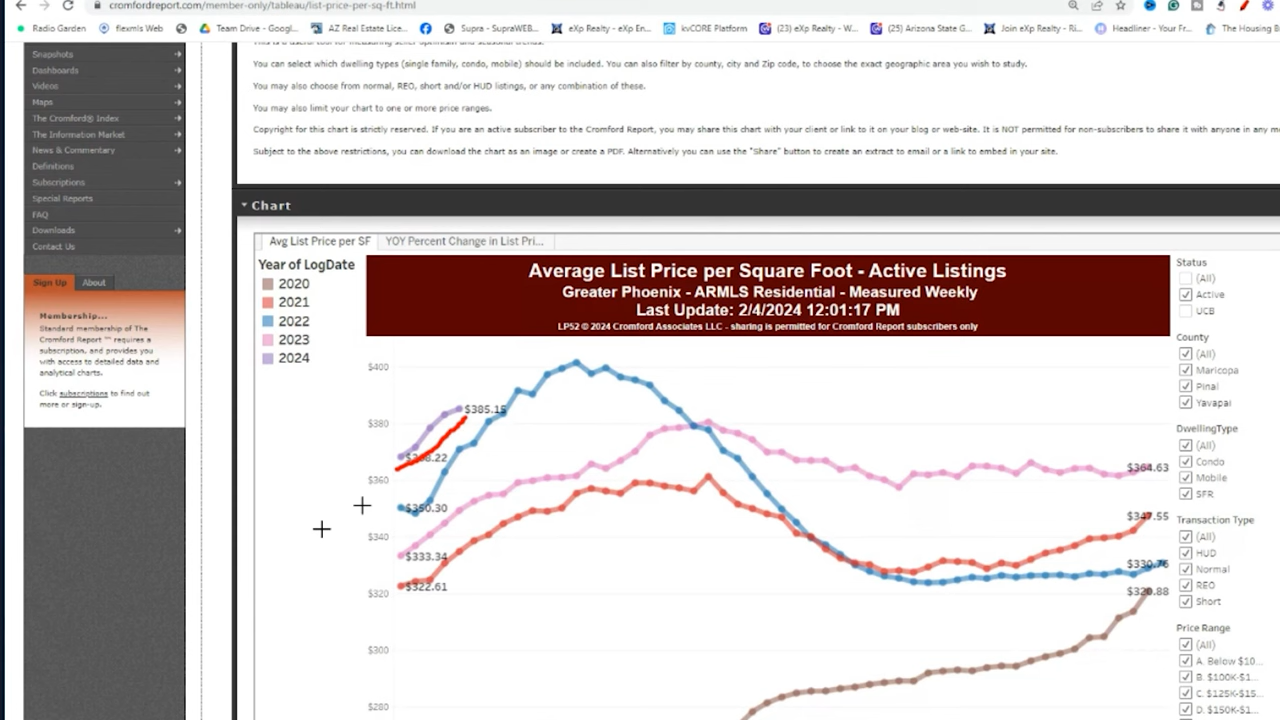 cromfordreport.com/member-only/tableau/list-price-per-sq-ft.html
Radio Garden
flexmls Web
Team Drive - Googl...
AZ Real Estate Lice...
Supra - SupraWEB...
eXp Realty - eXp En...
kvCORE Platform
(23) eXp Realty - W...
(25) Arizona State G...
Join eXp Realty - Ri...
Headliner - Your Fr...
The Housing B
Snapshots
Dashboards
Videos
Maps
The Cromford® Index
The Information Market
News & Commentary
Definitions
Subscriptions
Special Reports
FAQ
Downloads
Contact Us
Sign Up About
Membership...
Standard membership of The
Cromford Report ™ requires a
subscription, and provides you
with access to detailed data and
analytical charts.
Click subscriptions to find out
more or sign-up.
You can select which dwelling types (single family, condo, mobile) should be included. You can also filter by county, city and Zip code, to choose the exact geographic area you wish to study.
You may also choose from normal, REO, short and/or HUD listings, or any combination of these.
You may also limit your chart to one or more price ranges.
Copyright for this chart is strictly reserved. If you are an active subscriber to the Cromford Report, you may share this chart with your client or link to it on your blog or web-site. It is NOT permitted for non-subscribers to share it with anyone in any
Subject to the above restrictions, you can download the chart as an image or create a PDF. Alternatively you can use the "Share" button to create an extract to email or a link to embed in your site.
Chart
Avg List Price per SF
YOY Percent Change in List Pri...
Year of LogDate
2020
2021
2022
2023
2024
Average List Price per Square Foot - Active Listings
Greater Phoenix - ARMLS Residential - Measured Weekly
Last Update: 2/4/2024 12:01:17 PM
LP52 © 2024 Cromford Associates LLC - sharing is permitted for Cromford Report subscribers only
$400
$380
$360
$340
$320
$300
$280
$385.15
$350.30
$333.34
$322.61
$364.63
$347.55
$330.76
$320.88
Status
(All)
Active
UCB
County
(All)
Maricopa
Pinal
Yavapai
DwellingType
(All)
Condo
Mobile
SFR
Transaction Type
(All)
HUD
Normal
REO
Short
Price Range
(All)
A. Below $10...
B. $100K-$1...
C. $125K-$15...
D. $150K-$1...